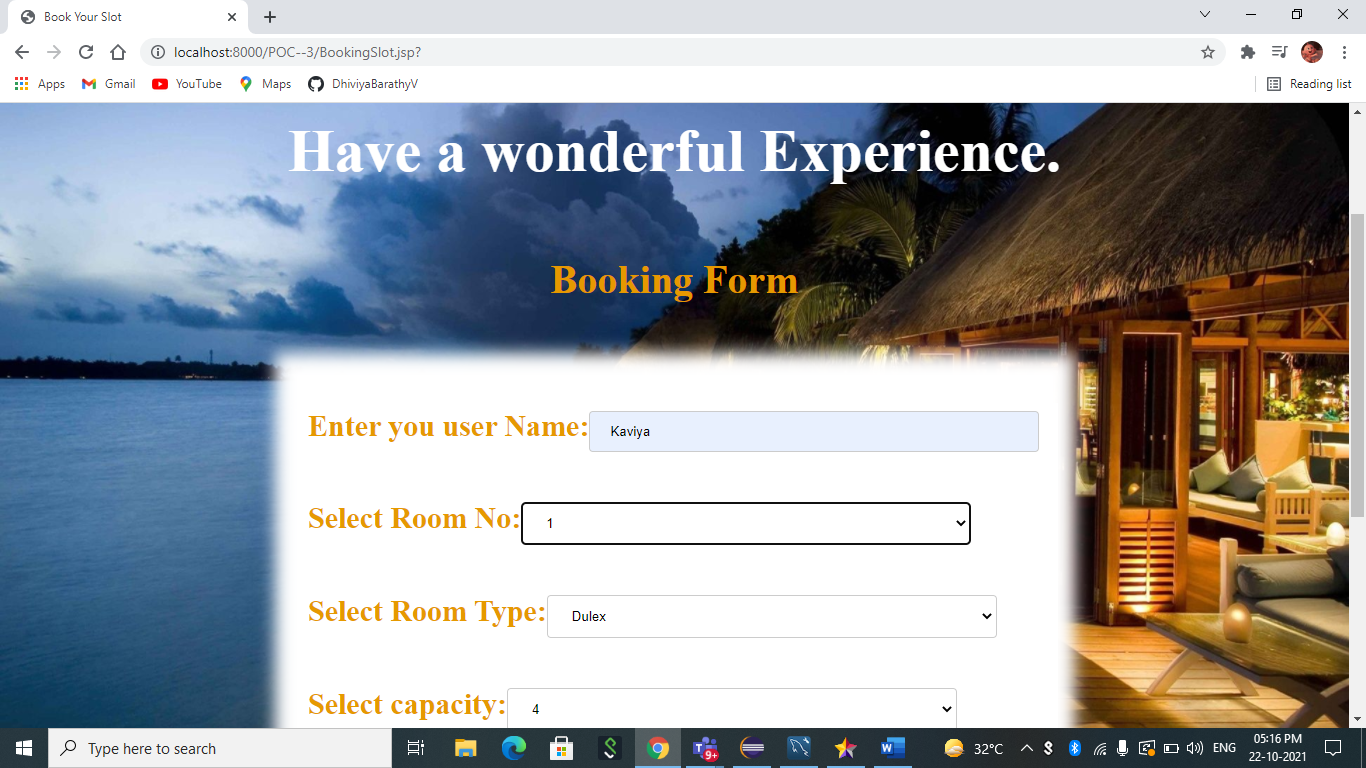 Book Your Slot
localhost:8000/POC--3/BookingSlot.jsp?
Apps Gmail YouTube Maps DhiviyaBarathyV Reading list
Have a wonderful Experience.
Booking Form
Enter you user Name: Kaviya
Select Room No: 1
Select Room Type: Dulex
Select capacity: 4
Type here to search 9+ 32°C ENG 05:16 PM
22-10-2021